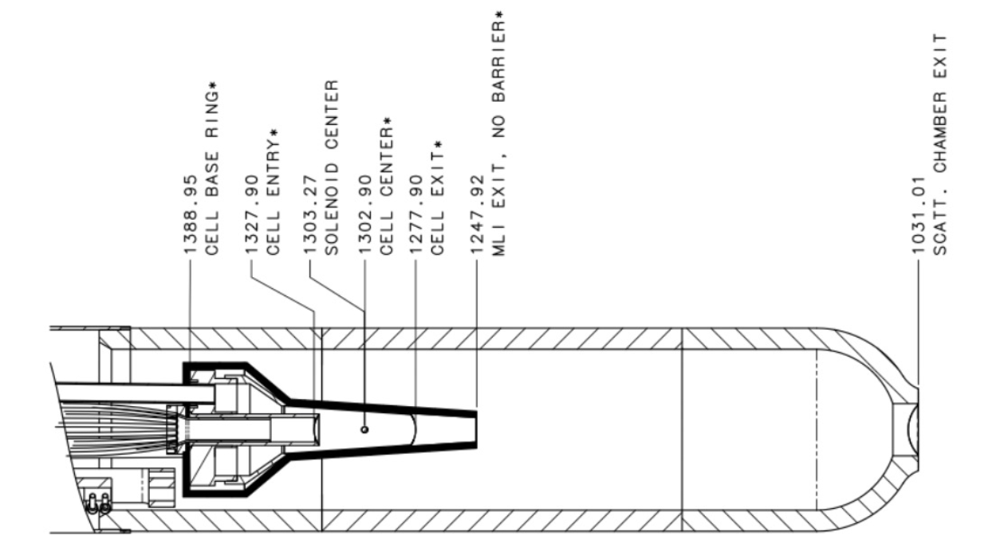 1388.95
CELL BASE RING*
1327.90
CELL ENTRY*
1303.27
SOLENOID CENTER
1302.90
CELL CENTER*
1277.90
CELL EXIT*
1247.92
MLI EXIT, NO BARRIER*
1031.01
SCATT. CHAMBER EXIT